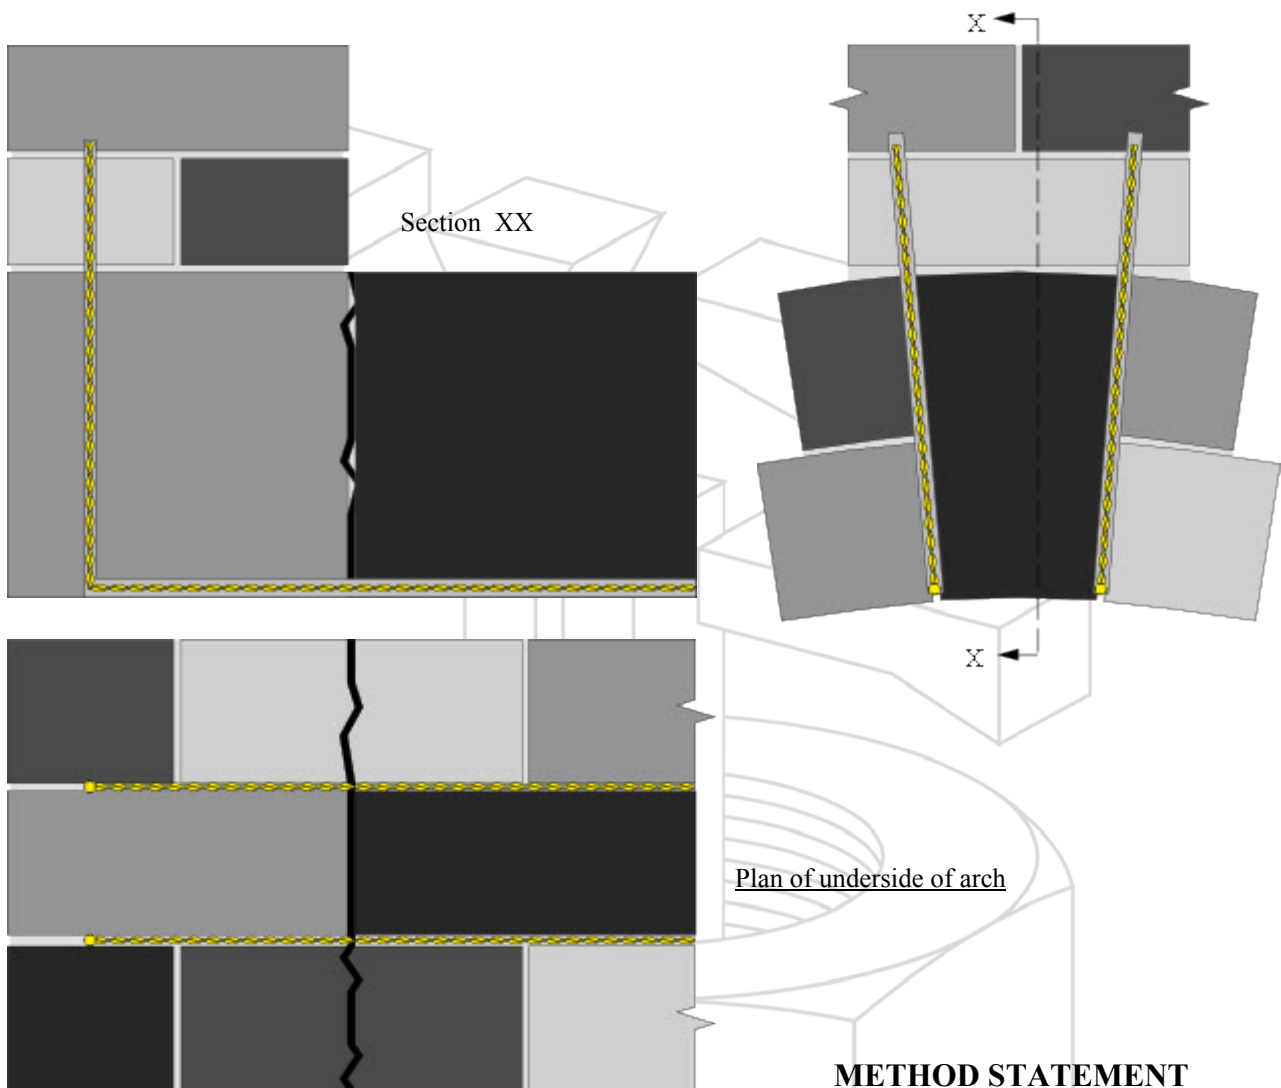 X
Section XX
X
Plan of underside of arch
METHOD STATEMENT